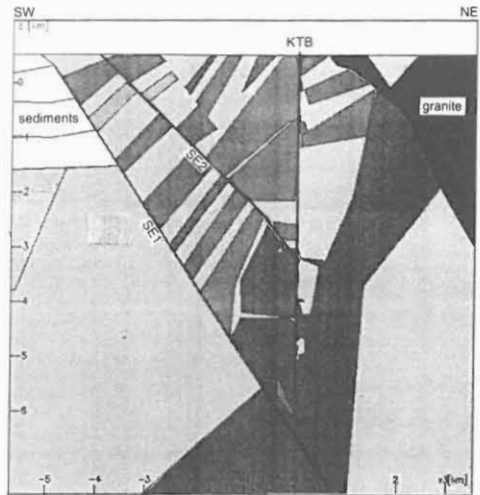 SW
NE
z [km]
KTB
0
sediments
granite
-1
SE2
-2
SE1
-3
-4
-5
-6
-5
-4
-3
2
[km]